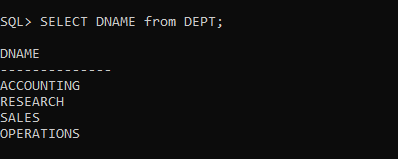 SQL> SELECT DNAME from DEPT;
DNAME
--------------
ACCOUNTING
RESEARCH
SALES
OPERATIONS